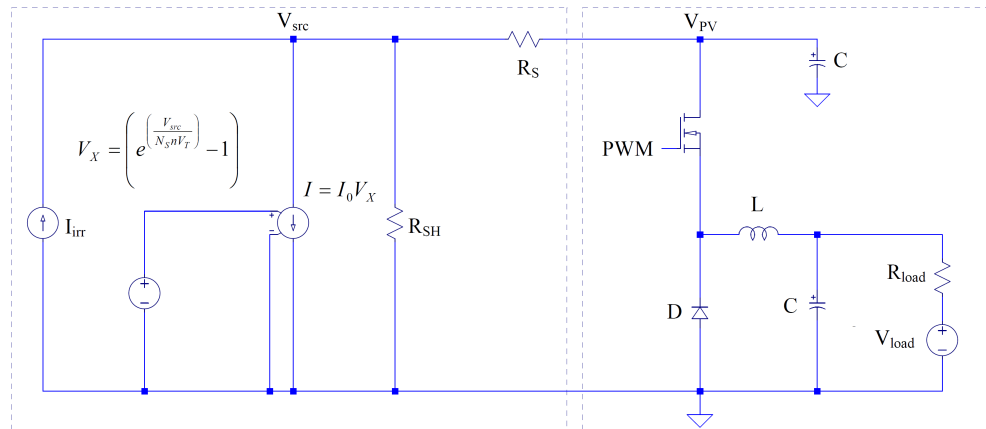 V_src
V_PV
R_S
C
V_X = ( e^( V_src / N_S n V_T ) − 1 )
PWM
I = I_0 V_X
L
I_irr
R_SH
R_load
D
C
V_load